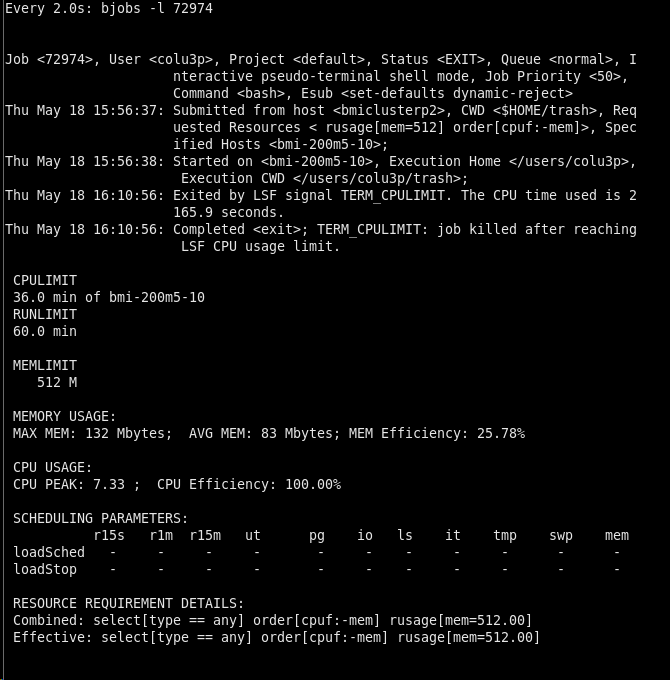 Every 2.0s: bjobs -l 72974
Job <72974>, User <colu3p>, Project <default>, Status <EXIT>, Queue <normal>, I
nteractive pseudo-terminal shell mode, Job Priority <50>,
Command <bash>, Esub <set-defaults dynamic-reject>
Thu May 18 15:56:37: Submitted from host <bmiclusterp2>, CWD <$HOME/trash>, Req
uested Resources < rusage[mem=512] order[cpuf:-mem]>, Spec
ified Hosts <bmi-200m5-10>;
Thu May 18 15:56:38: Started on <bmi-200m5-10>, Execution Home </users/colu3p>,
Execution CWD </users/colu3p/trash>;
Thu May 18 16:10:56: Exited by LSF signal TERM_CPULIMIT. The CPU time used is 2
165.9 seconds.
Thu May 18 16:10:56: Completed <exit>; TERM_CPULIMIT: job killed after reaching
LSF CPU usage limit.
CPULIMIT
36.0 min of bmi-200m5-10
RUNLIMIT
60.0 min
MEMLIMIT
512 M
MEMORY USAGE:
MAX MEM: 132 Mbytes;  AVG MEM: 83 Mbytes; MEM Efficiency: 25.78%
CPU USAGE:
CPU PEAK: 7.33 ;  CPU Efficiency: 100.00%
SCHEDULING PARAMETERS:
r15s   r1m  r15m   ut      pg    io   ls    it    tmp    swp    mem
loadSched   -     -     -     -       -     -    -     -     -      -      -
loadStop    -     -     -     -       -     -    -     -     -      -      -
RESOURCE REQUIREMENT DETAILS:
Combined: select[type == any] order[cpuf:-mem] rusage[mem=512.00]
Effective: select[type == any] order[cpuf:-mem] rusage[mem=512.00]